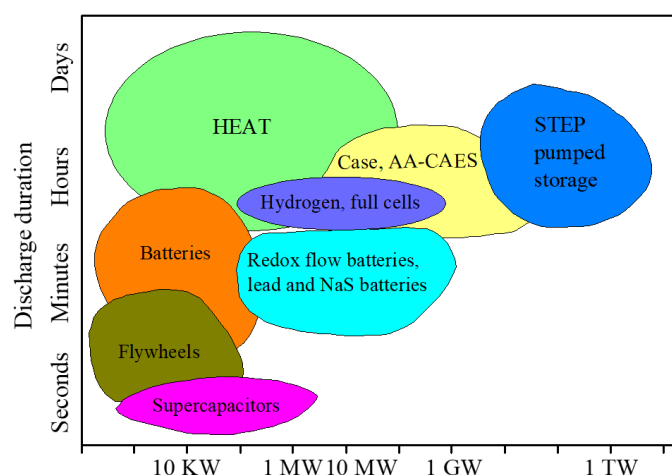 Days
Hours
Minutes
Seconds
Discharge duration
HEAT
STEP
pumped
storage
Case, AA-CAES
Hydrogen, full cells
Batteries
Redox flow batteries,
lead and NaS batteries
Flywheels
Supercapacitors
10 KW
1 MW
10 MW
1 GW
1 TW